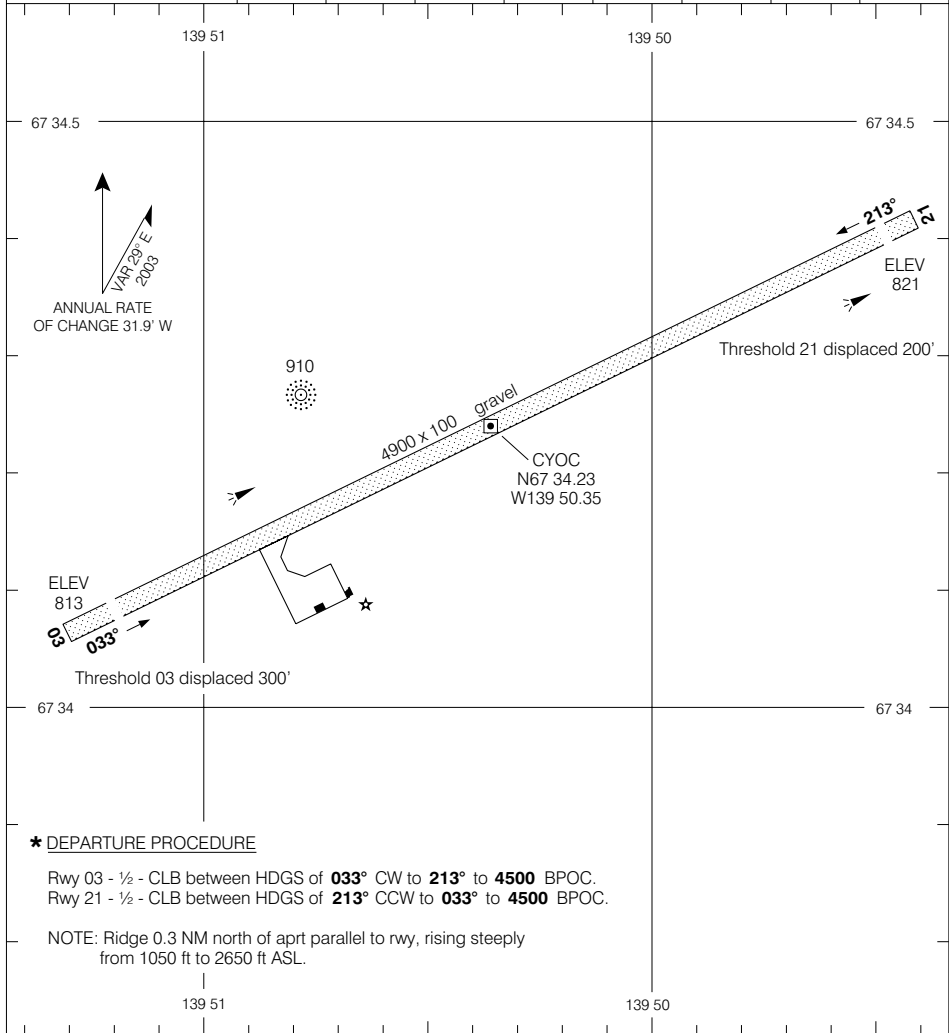 139 51
139 50
67 34.5
67 34.5
213°
21
VAR 29° E
2003
ELEV
821
ANNUAL RATE
OF CHANGE 31.9' W
Threshold 21 displaced 200'
910
4900 x 100 gravel
CYOC
N67 34.23
W139 50.35
ELEV
813
03
033°
Threshold 03 displaced 300'
67 34
67 34
* DEPARTURE PROCEDURE
Rwy 03 - ½ - CLB between HDGS of 033° CW to 213° to 4500 BPOC.
Rwy 21 - ½ - CLB between HDGS of 213° CCW to 033° to 4500 BPOC.
NOTE: Ridge 0.3 NM north of aprt parallel to rwy, rising steeply
from 1050 ft to 2650 ft ASL.
139 51
139 50